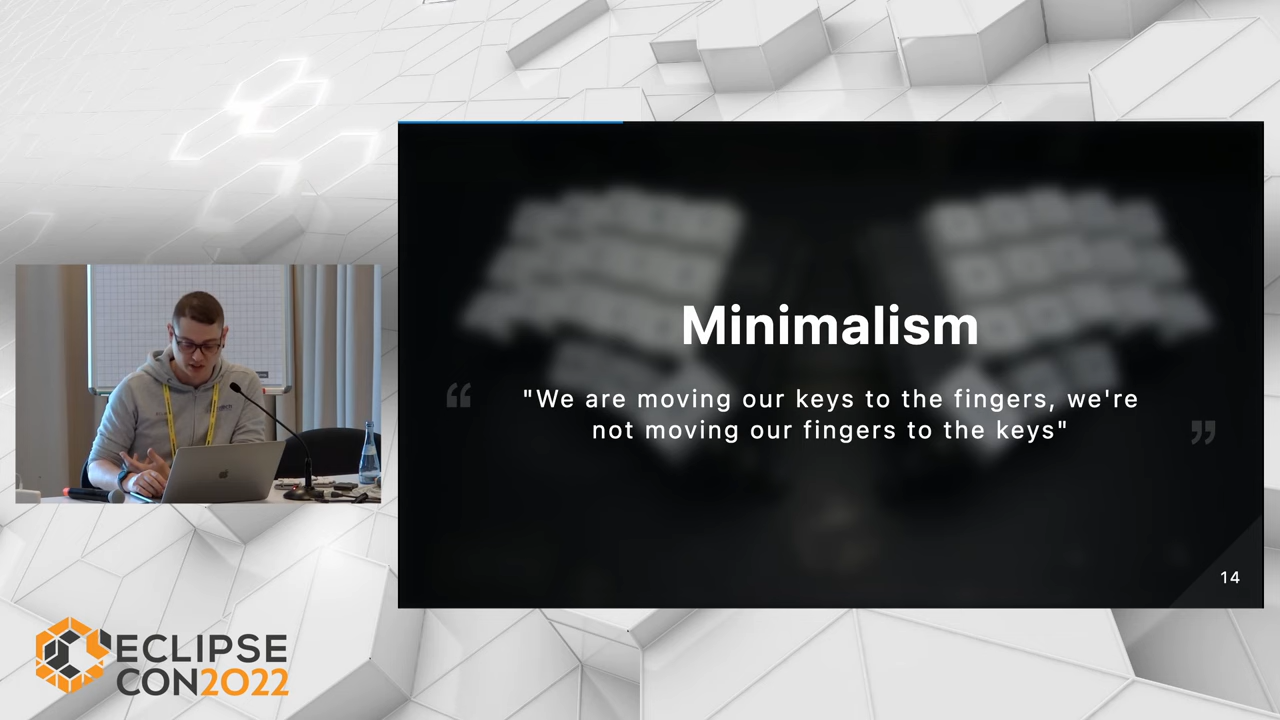 Minimalism
"We are moving our keys to the fingers, we're
not moving our fingers to the keys"
14
ECLIPSE
CON2022